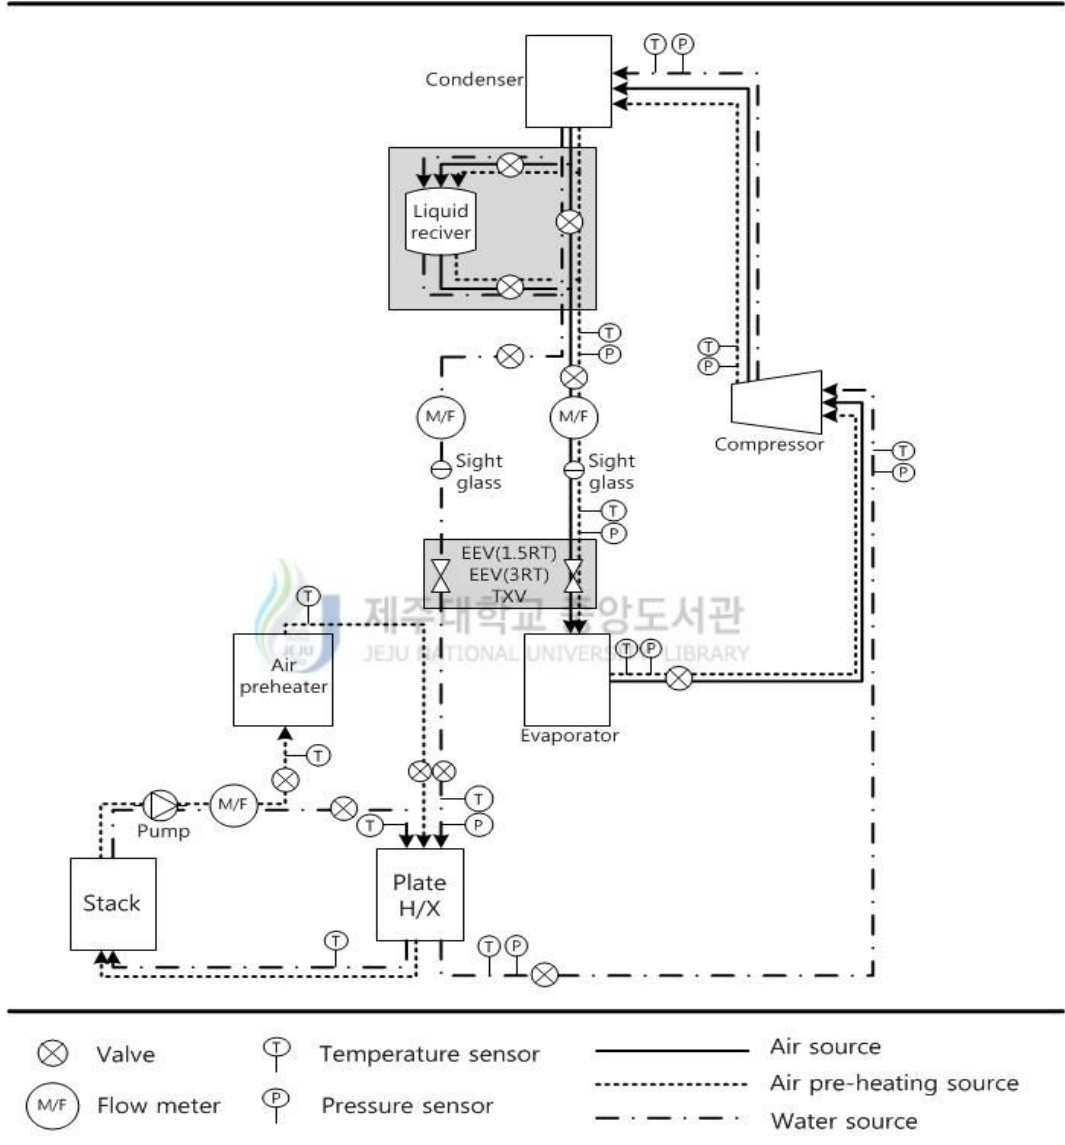 T P
Condenser
Liquid
reciver
T
P
T
P
M/F
M/F
Compressor
T
P
Sight
glass
Sight
glass
T
P
EEV(1.5RT)
EEV(3RT)
TXV
제주대학교 중앙도서관
JEJU NATIONAL UNIVERSITY LIBRARY
JEJU
T
Air
preheater
T P
Evaporator
T
M/F
Pump
T
T
P
Stack
Plate
H/X
T
T P
Valve
T
Temperature sensor
Air source
Air pre-heating source
M/F
Flow meter
P
Pressure sensor
Water source